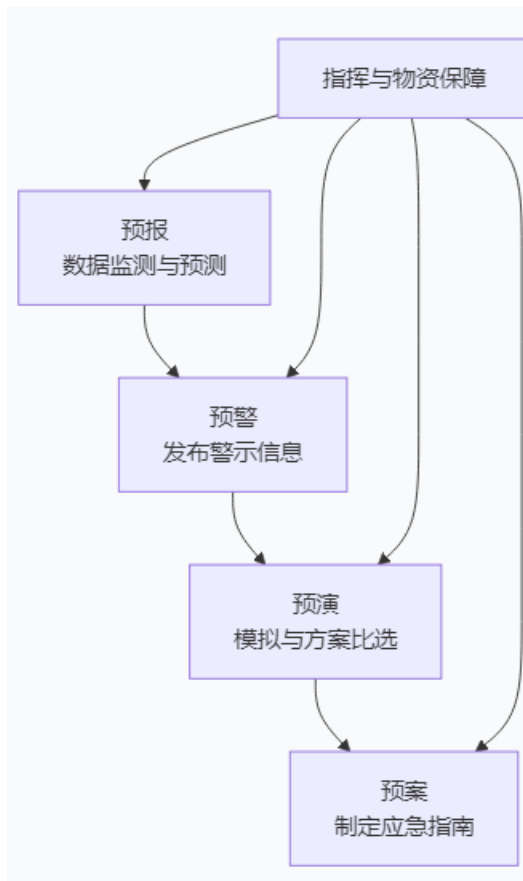 指挥与物资保障
预报
数据监测与预测
预警
发布警示信息
预演
模拟与方案比选
预案
制定应急指南